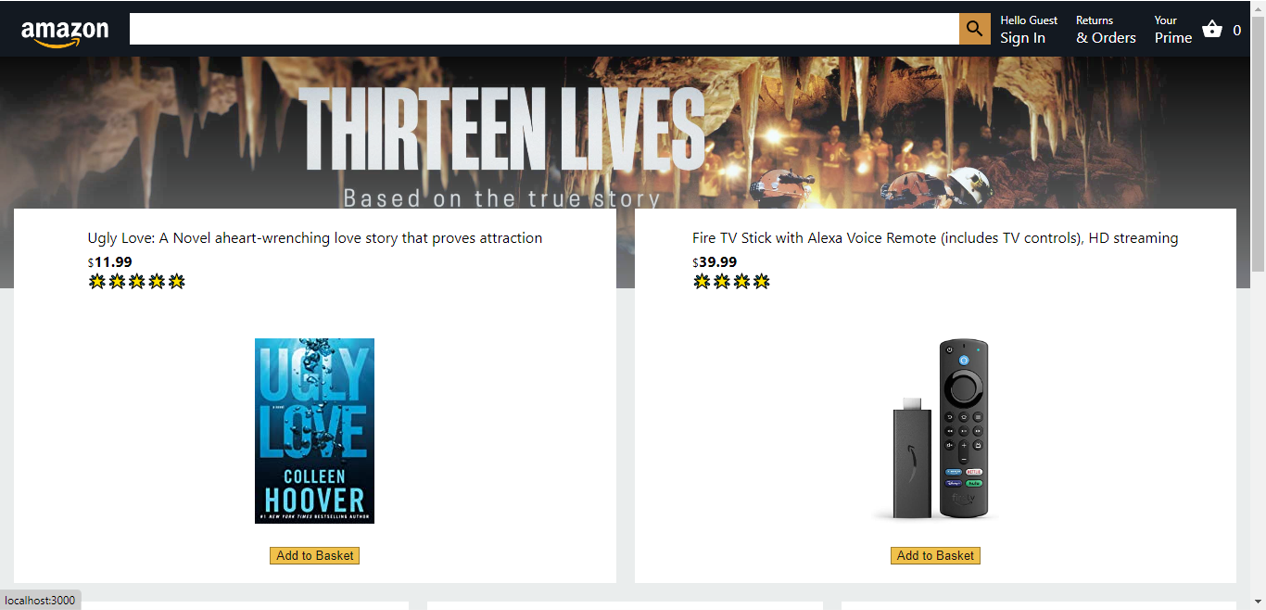 amazon
Hello Guest
Sign In
Returns
& Orders
Your
Prime
0
THIRTEEN LIVES
Based on the true story
Ugly Love: A Novel aheart-wrenching love story that proves attraction
$11.99
UGLY
LOVE
A NOVEL
COLLEEN
HOOVER
#1 NEW YORK TIMES BESTSELLING AUTHOR
Add to Basket
Fire TV Stick with Alexa Voice Remote (includes TV controls), HD streaming
$39.99
NETFLIX
Disney+
hulu
Add to Basket
localhost:3000